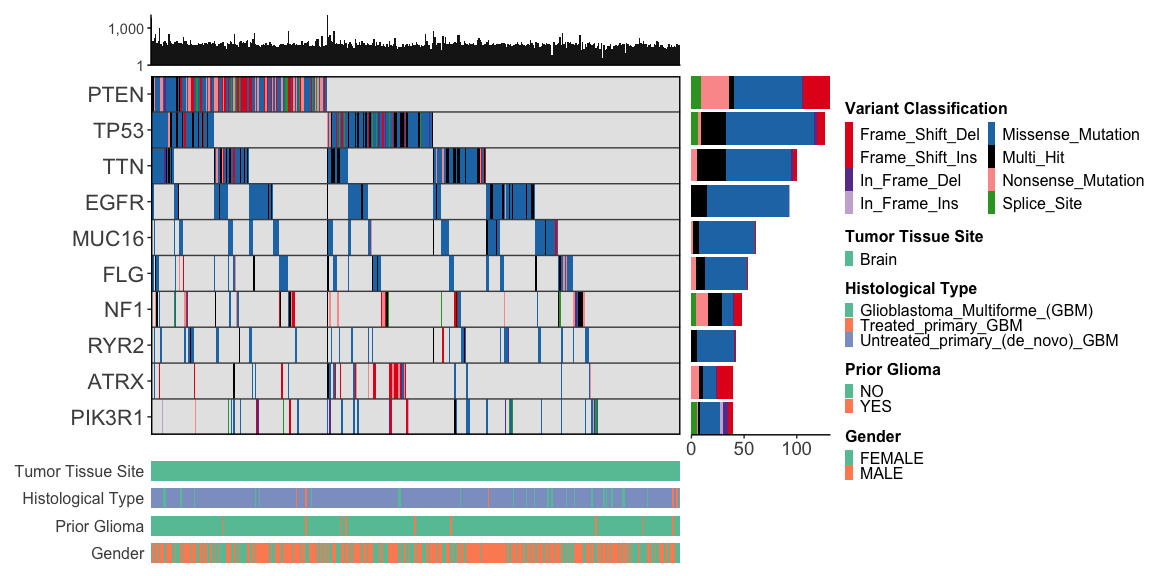 1,000
1
PTEN
TP53
TTN
EGFR
MUC16
FLG
NF1
RYR2
ATRX
PIK3R1
0 50 100
Variant Classification
Frame_Shift_Del Missense_Mutation
Frame_Shift_Ins Multi_Hit
In_Frame_Del Nonsense_Mutation
In_Frame_Ins Splice_Site
Tumor Tissue Site
Brain
Histological Type
Glioblastoma_Multiforme_(GBM)
Treated_primary_GBM
Untreated_primary_(de_novo)_GBM
Prior Glioma
NO
YES
Gender
FEMALE
MALE
Tumor Tissue Site
Histological Type
Prior Glioma
Gender